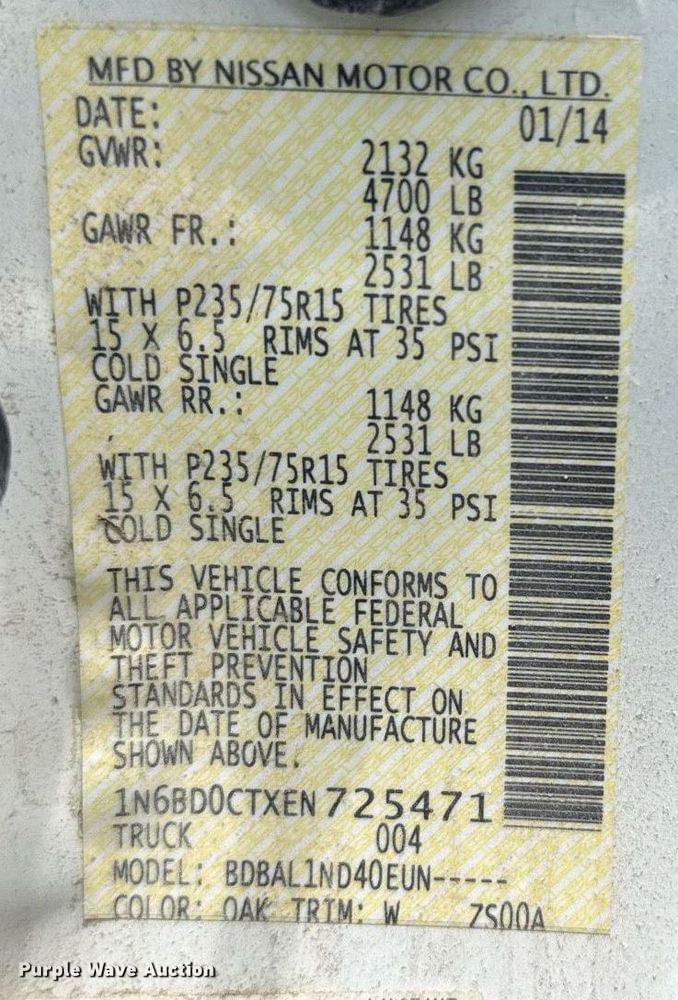 MFD BY NISSAN MOTOR CO., LTD.
DATE: 01/14
GVWR: 2132 KG
4700 LB
GAWR FR.: 1148 KG
2531 LB
WITH P235/75R15 TIRES
15 X 6.5 RIMS AT 35 PSI
COLD SINGLE
GAWR RR.: 1148 KG
2531 LB
WITH P235/75R15 TIRES
15 X 6.5 RIMS AT 35 PSI
COLD SINGLE
THIS VEHICLE CONFORMS TO
ALL APPLICABLE FEDERAL
MOTOR VEHICLE SAFETY AND
THEFT PREVENTION
STANDARDS IN EFFECT ON
THE DATE OF MANUFACTURE
SHOWN ABOVE.
1N6BD0CTXEN725471
TRUCK 004
MODEL: BDBAL1ND40EUN-----
COLOR: QAK TRIM: W ZS00A
Purple Wave Auction